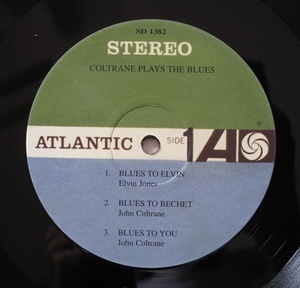 SD 1382
STEREO
COLTRANE PLAYS THE BLUES
ATLANTIC SIDE 1 A
1. BLUES TO ELVIN
Elvin Jones
2. BLUES TO BECHET
John Coltrane
3. BLUES TO YOU
John Coltrane